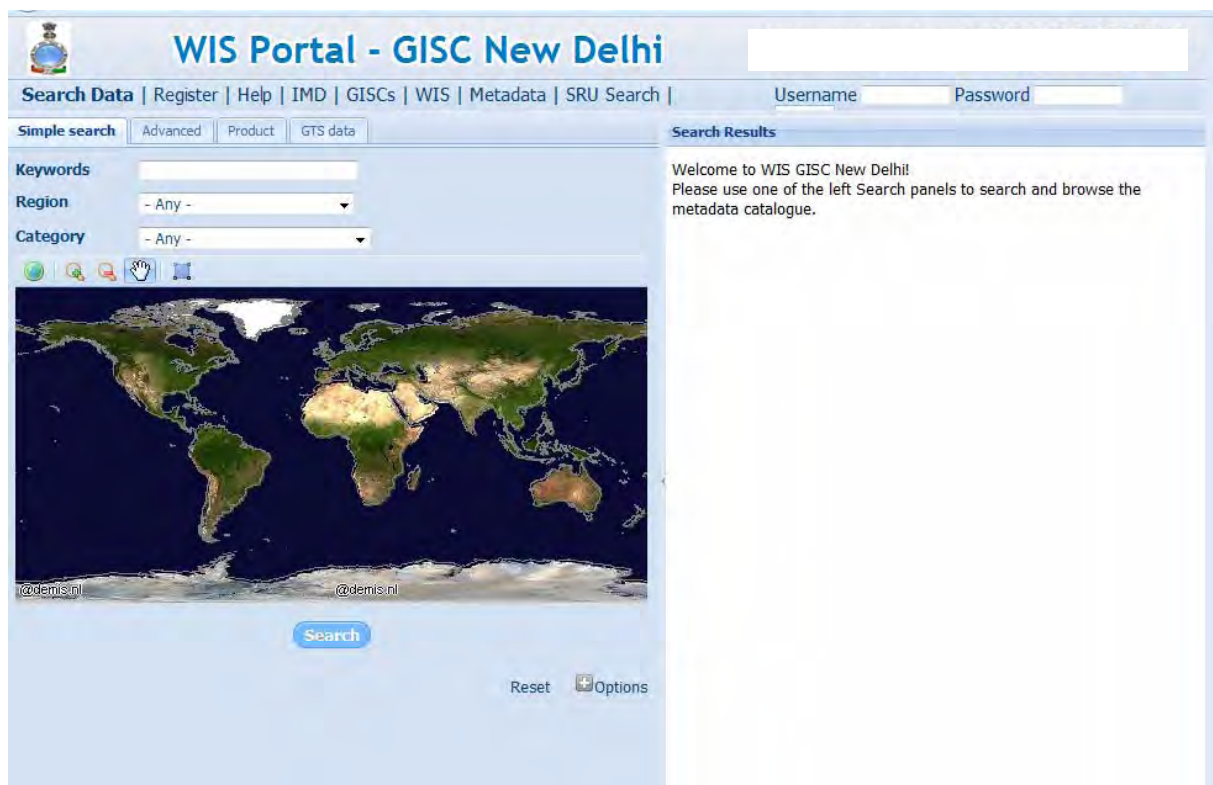 WIS Portal - GISC New Delhi
Search Data | Register | Help | IMD | GISCs | WIS | Metadata | SRU Search |
Username
Password
Simple search
Advanced
Product
GTS data
Keywords
Region
- Any -
Category
- Any -
@demis.nl
@demis.nl
Search
Reset
Options
Search Results
Welcome to WIS GISC New Delhi!
Please use one of the left Search panels to search and browse the
metadata catalogue.